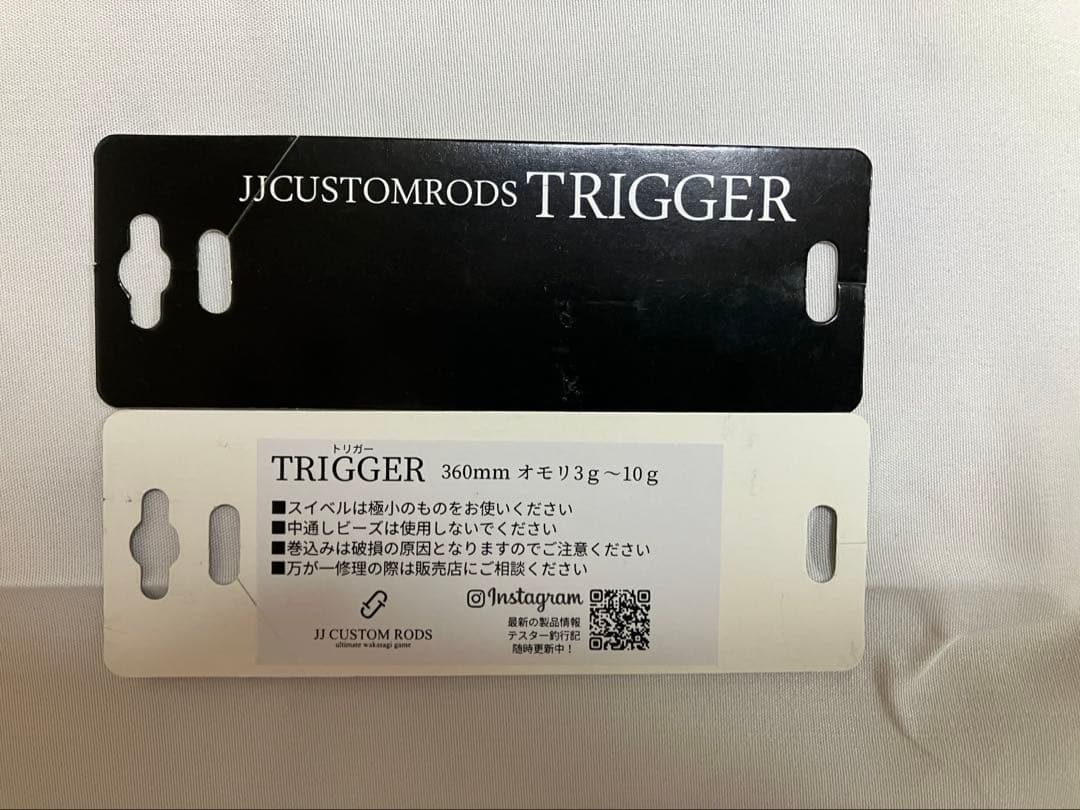 JJCUSTOMRODS TRIGGER
トリガー
TRIGGER 360mm オモリ3g〜10g
■スイベルは極小のものをお使いください
■中通しビーズは使用しないでください
■巻込みは破損の原因となりますのでご注意ください
■万が一修理の際は販売店にご相談ください
JJ CUSTOM RODS
ultimate wakasagi game
Instagram
最新の製品情報
テスター釣行記
随時更新中！